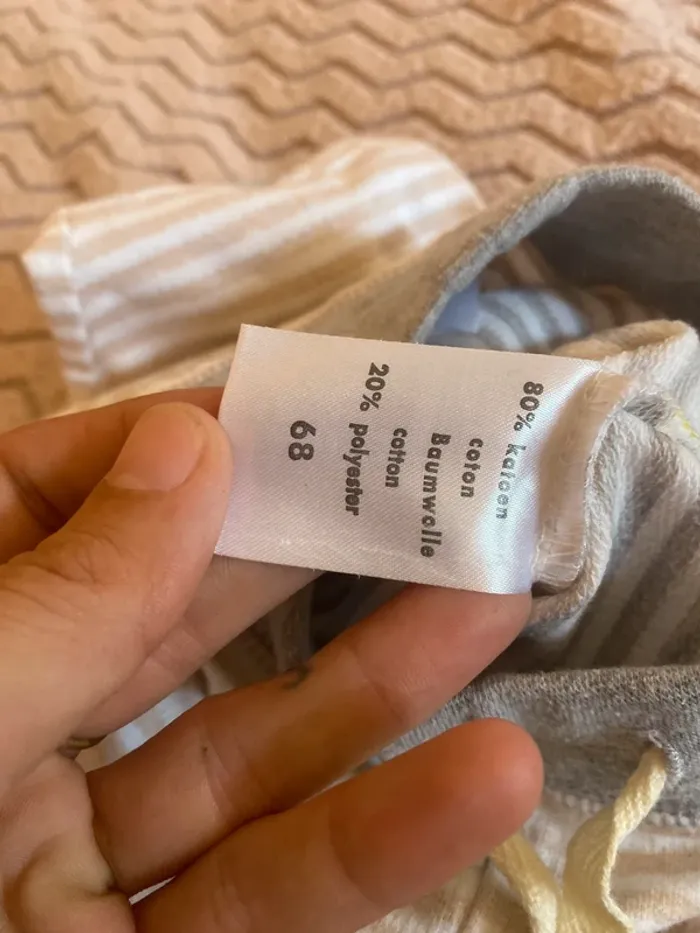 80% katoen
coton
Baumwolle
cotton
20% polyester
68